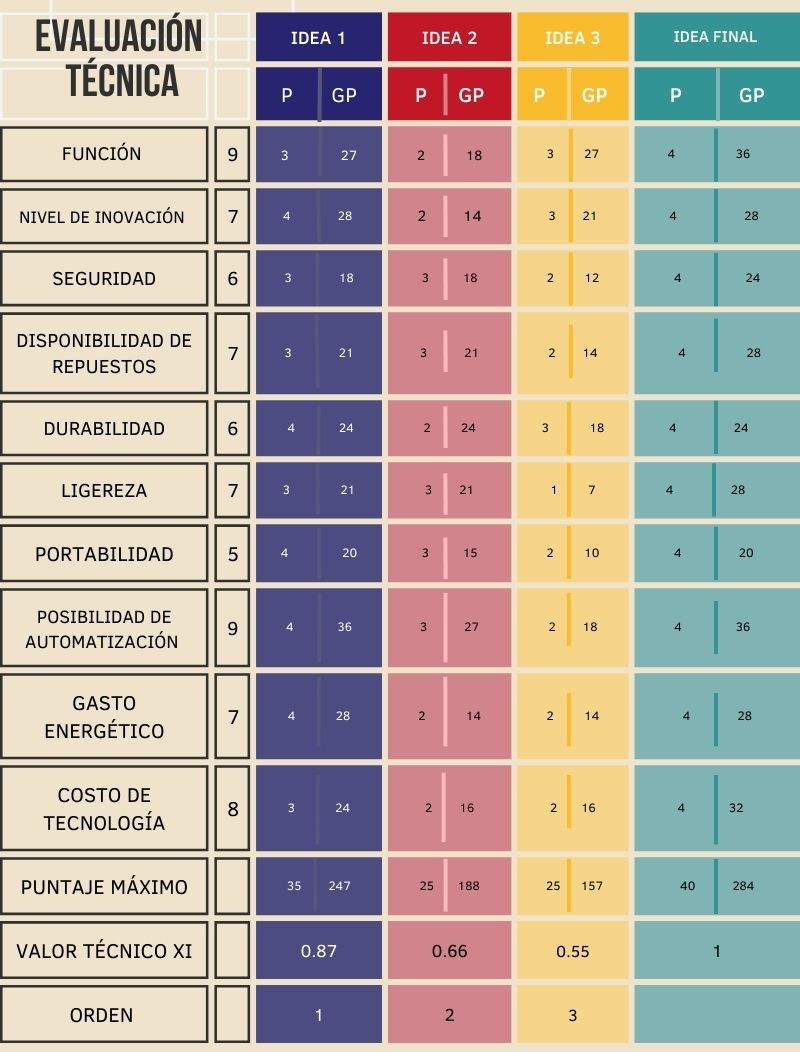 EVALUACIÓN
TÉCNICA
IDEA 1 IDEA 2 IDEA 3 IDEA FINAL
P GP P GP P GP P GP
FUNCIÓN 9 3 27 2 18 3 27 4 36
NIVEL DE INOVACIÓN 7 4 28 2 14 3 21 4 28
SEGURIDAD 6 3 18 3 18 2 12 4 24
DISPONIBILIDAD DE
REPUESTOS 7 3 21 3 21 2 14 4 28
DURABILIDAD 6 4 24 2 24 3 18 4 24
LIGEREZA 7 3 21 3 21 1 7 4 28
PORTABILIDAD 5 4 20 3 15 2 10 4 20
POSIBILIDAD DE
AUTOMATIZACIÓN 9 4 36 3 27 2 18 4 36
GASTO
ENERGÉTICO 7 4 28 2 14 2 14 4 28
COSTO DE
TECNOLOGÍA 8 3 24 2 16 2 16 4 32
PUNTAJE MÁXIMO 35 247 25 188 25 157 40 284
VALOR TÉCNICO XI 0.87 0.66 0.55 1
ORDEN 1 2 3